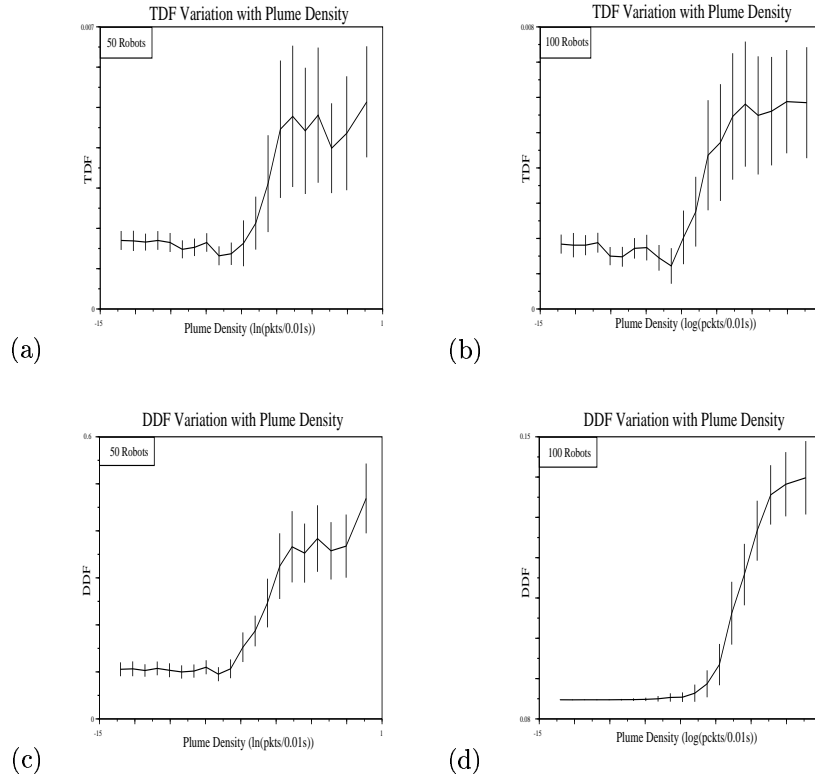 TDF Variation with Plume Density
0.007
50 Robots
TDF
0
-15
1
Plume Density (ln(pkts/0.01s))
(a)
TDF Variation with Plume Density
0.008
100 Robots
TDF
0
-15
Plume Density (log(pckts/0.01s))
(b)
DDF Variation with Plume Density
0.6
50 Robots
DDF
0
-15
1
Plume Density (ln(pkts/0.01s))
(c)
DDF Variation with Plume Density
0.15
100 Robots
DDF
0.08
-15
Plume Density (log(pckts/0.01s))
(d)